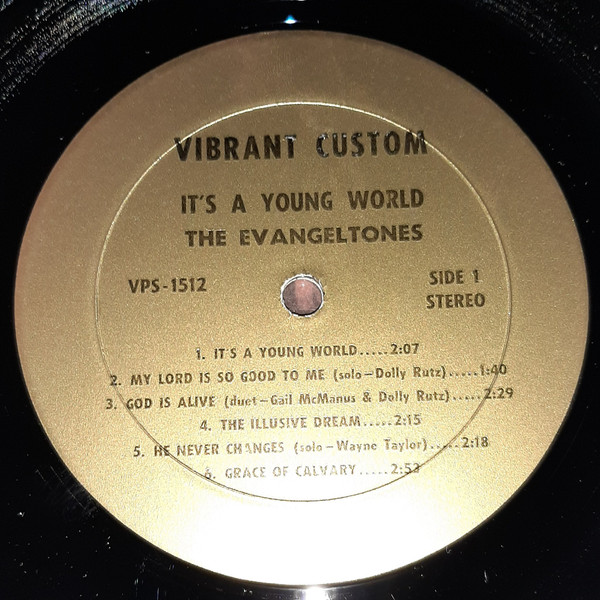 VIBRANT CUSTOM
IT'S A YOUNG WORLD
THE EVANGELTONES
VPS-1512
SIDE 1
STEREO
1. IT'S A YOUNG WORLD.....2:07
2. MY LORD IS SO GOOD TO ME (solo-Dolly Rutz).....1:40
3. GOD IS ALIVE (duet-Gail McManus & Dolly Rutz).....2:29
4. THE ILLUSIVE DREAM.....2:15
5. HE NEVER CHANGES (solo-Wayne Taylor).....2:18
6. GRACE OF CALVARY.....2:53